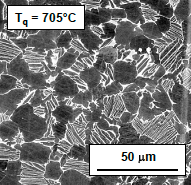 Tq = 705°C
50 µm